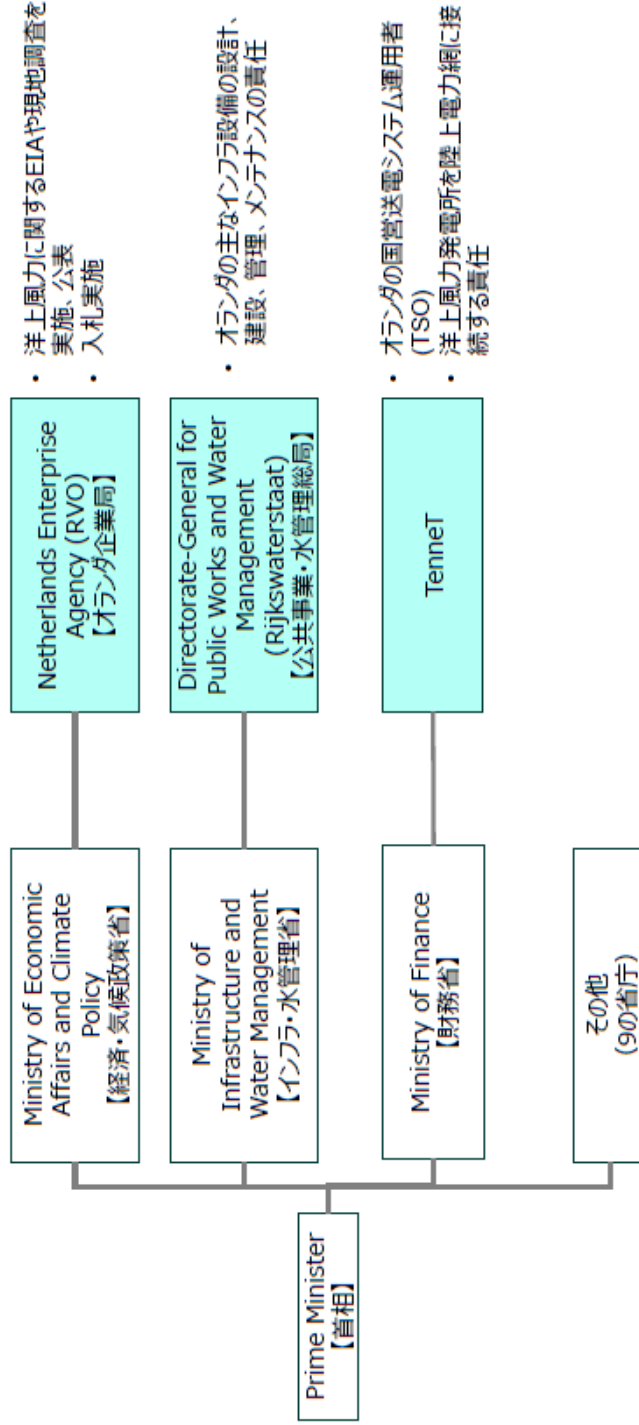 Prime Minister
【首相】
Ministry of Economic
Affairs and Climate
Policy
【経済・気候政策省】
Netherlands Enterprise
Agency (RVO)
【オランダ企業局】
• 洋上風力に関するEIAや現地調査を
実施、公表
• 入札実施
Ministry of
Infrastructure and
Water Management
【インフラ・水管理省】
Directorate-General for
Public Works and Water
Management
(Rijkswaterstaat)
【公共事業・水管理総局】
• オランダの主なインフラ設備の設計、
建設、管理、メンテナンスの責任
Ministry of Finance
【財務省】
TenneT
• オランダの国営送電システム運用者
(TSO)
• 洋上風力発電所を陸上電力網に接
続する責任
その他
(9の省庁)